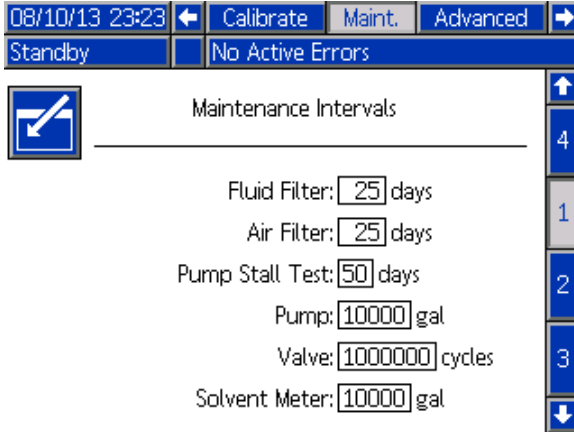 08/10/13 23:23 Calibrate Maint. Advanced
Standby No Active Errors
Maintenance Intervals
4
Fluid Filter: 25 days
1
Air Filter: 25 days
Pump Stall Test: 50 days
2
Pump: 10000 gal
Valve: 1000000 cycles
3
Solvent Meter: 10000 gal